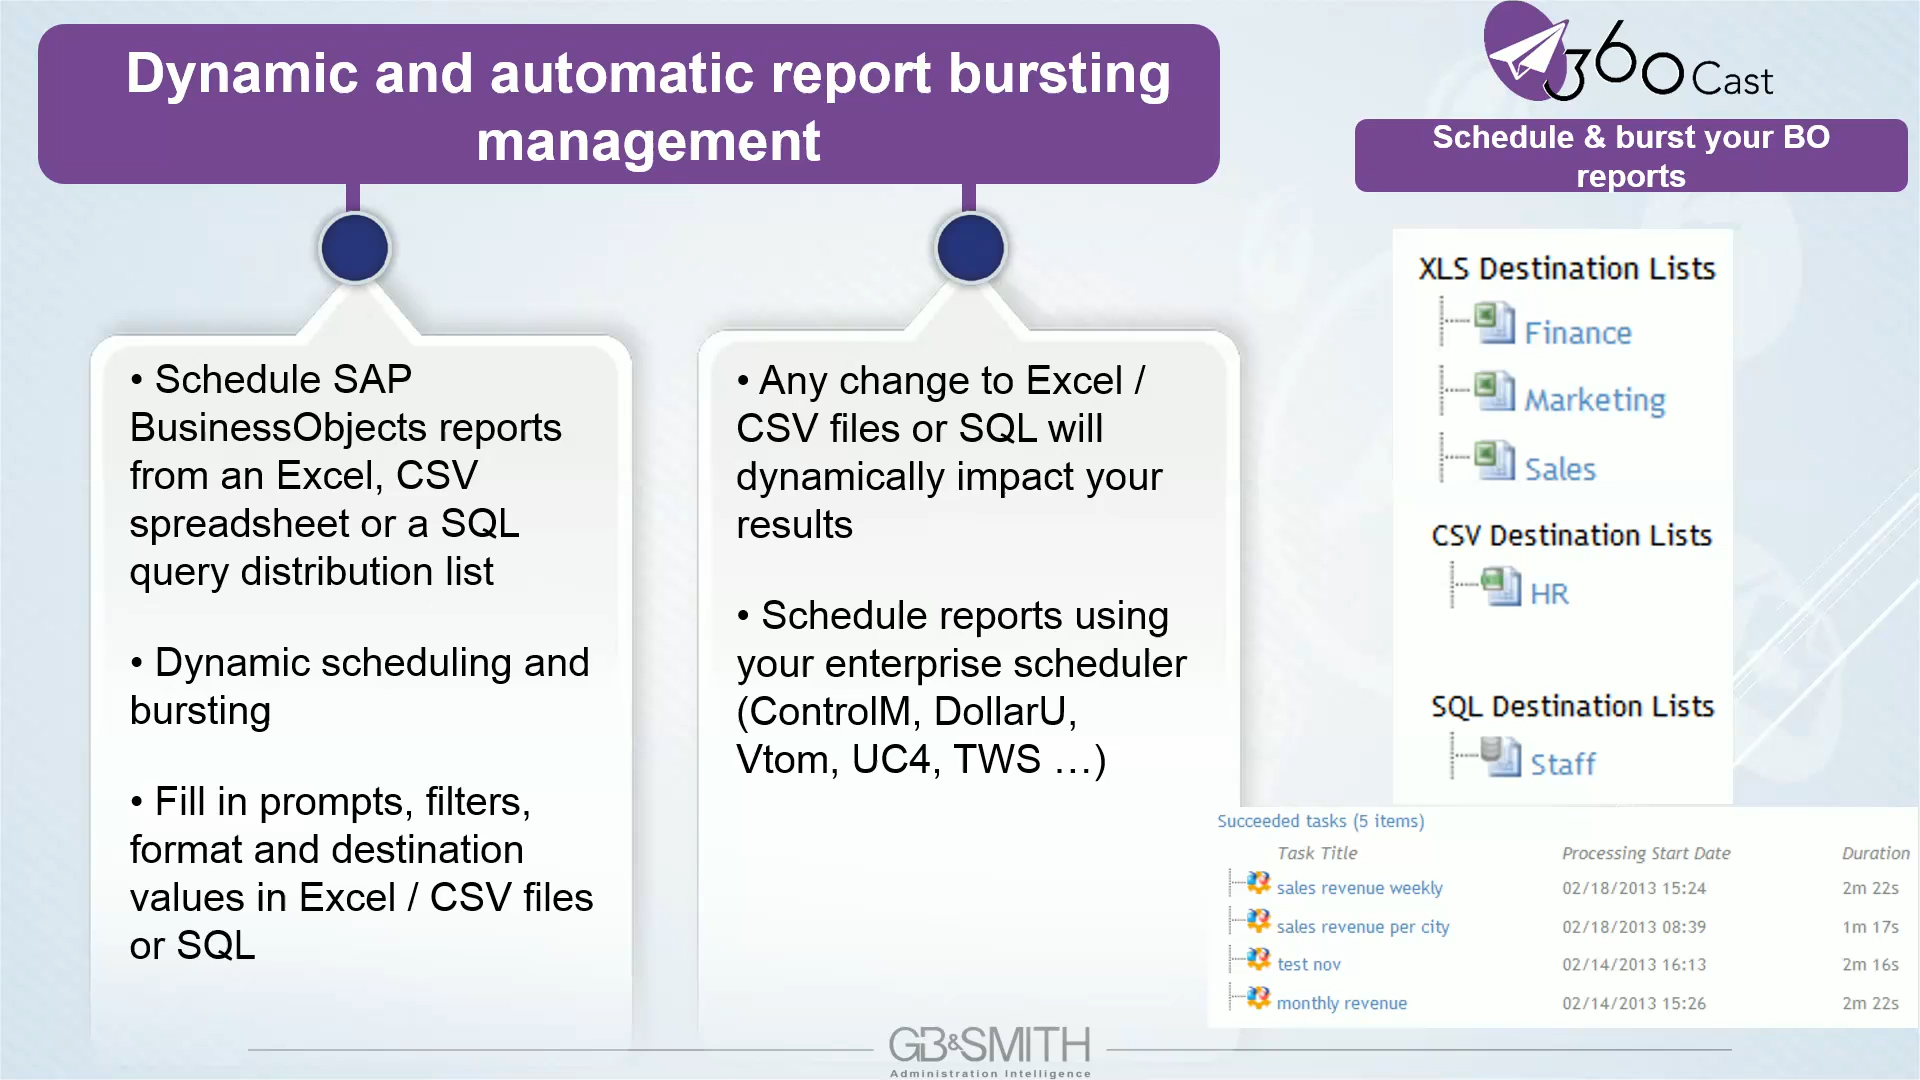 Dynamic and automatic report bursting
management
360Cast
Schedule & burst your BO
reports
• Schedule SAP
BusinessObjects reports
from an Excel, CSV
spreadsheet or a SQL
query distribution list
• Dynamic scheduling and
bursting
• Fill in prompts, filters,
format and destination
values in Excel / CSV files
or SQL
• Any change to Excel /
CSV files or SQL will
dynamically impact your
results
• Schedule reports using
your enterprise scheduler
(ControlM, DollarU,
Vtom, UC4, TWS …)
XLS Destination Lists
Finance
Marketing
Sales
CSV Destination Lists
HR
SQL Destination Lists
Staff
Succeeded tasks (5 items)
Task Title Processing Start Date Duration
sales revenue weekly 02/18/2013 15:24 2m 22s
sales revenue per city 02/18/2013 08:39 1m 17s
test nov 02/14/2013 16:13 2m 16s
monthly revenue 02/14/2013 15:26 2m 22s
GB&SMITH
Administration Intelligence